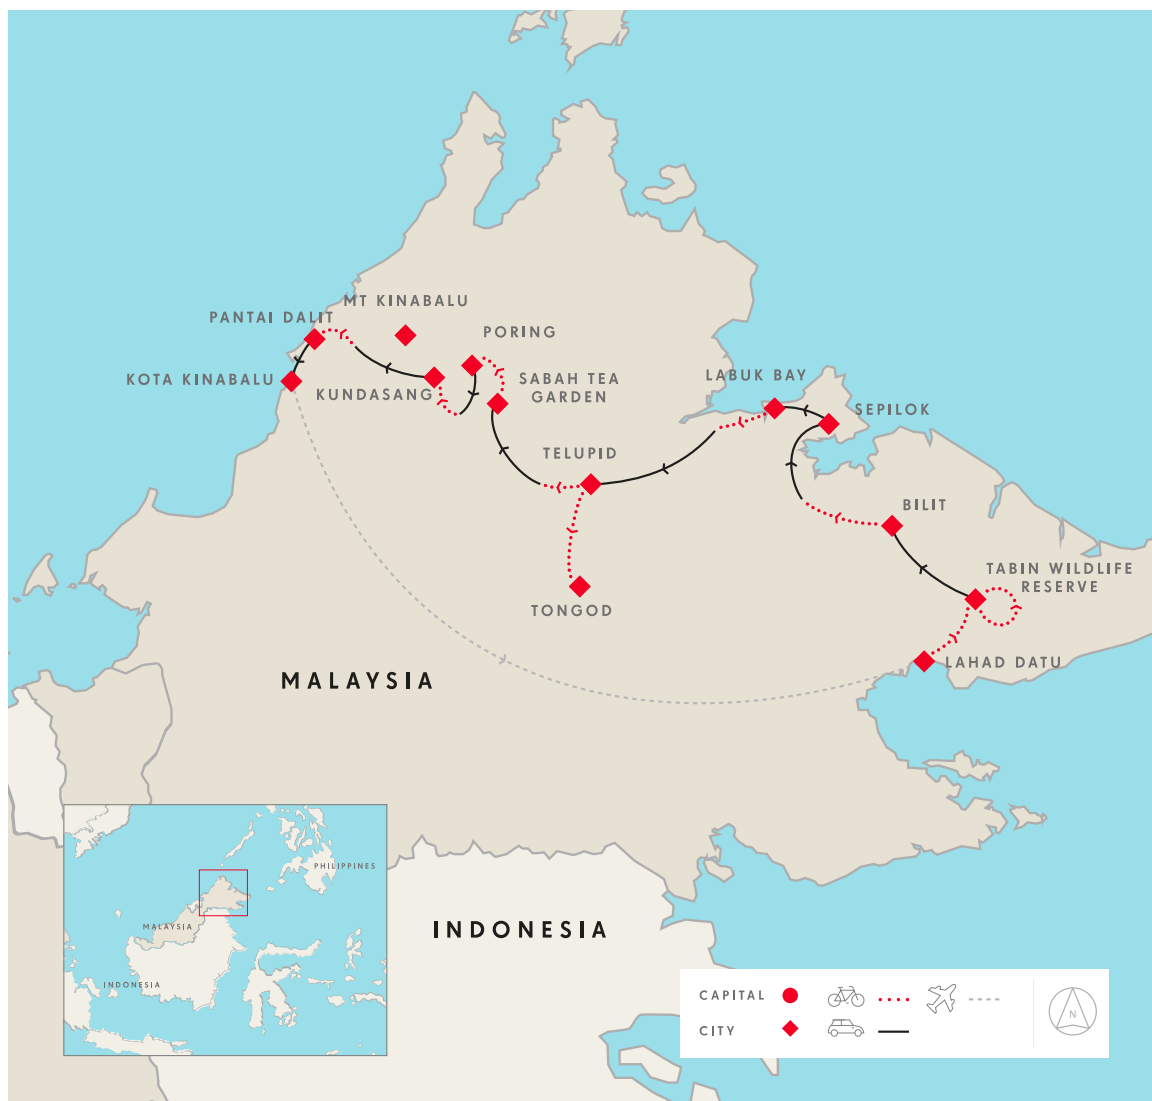 MT KINABALU
PANTAI DALIT
PORING
KOTA KINABALU
KUNDASANG
SABAH TEA
GARDEN
LABUK BAY
SEPILOK
TELUPID
BILIT
TABIN WILDLIFE
RESERVE
TONGOD
LAHAD DATU
MALAYSIA
INDONESIA
PHILIPPINES
MALAYSIA
INDONESIA
CAPITAL
CITY
N